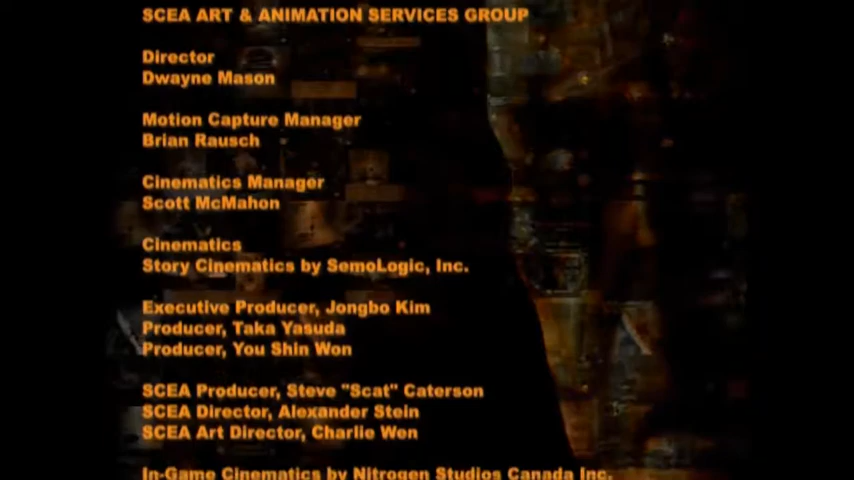 SCEA ART & ANIMATION SERVICES GROUP
Director
Dwayne Mason
Motion Capture Manager
Brian Rausch
Cinematics Manager
Scott McMahon
Cinematics
Story Cinematics by SemoLogic, Inc.
Executive Producer, Jongbo Kim
Producer, Taka Yasuda
Producer, You Shin Won
SCEA Producer, Steve "Scat" Caterson
SCEA Director, Alexander Stein
SCEA Art Director, Charlie Wen
In-Game Cinematics by Nitrogen Studios Canada Inc.